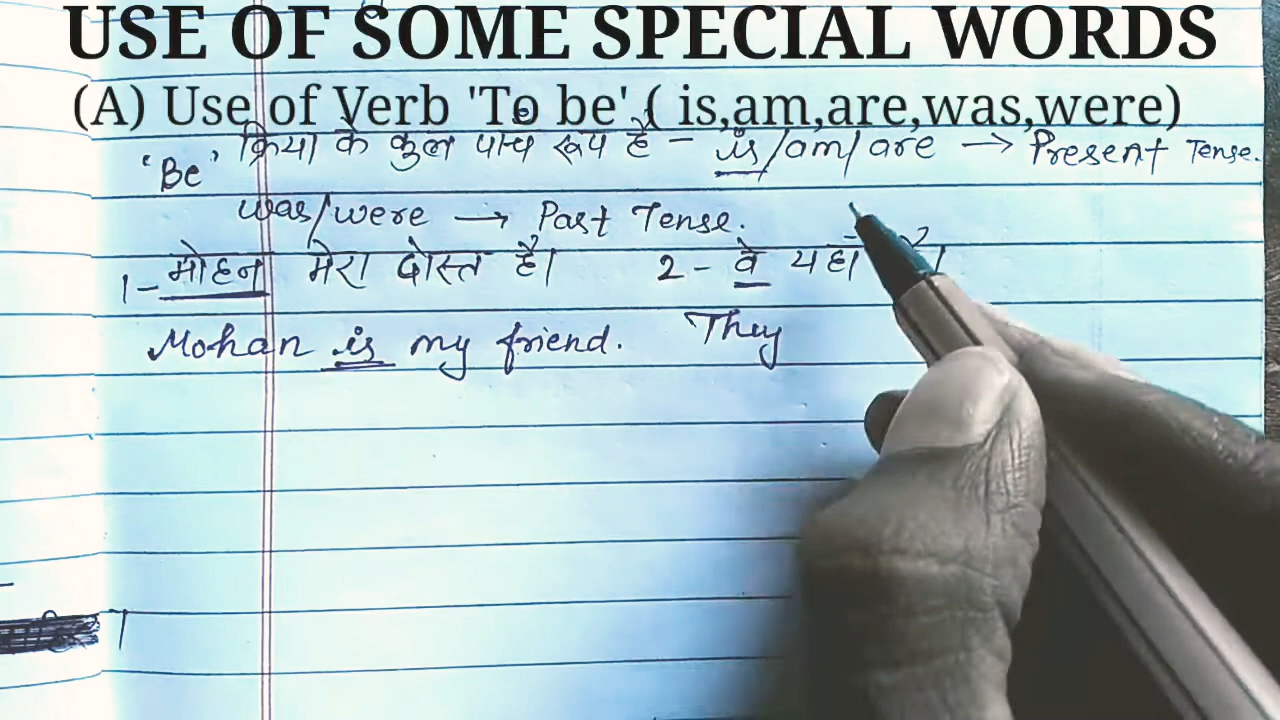 USE OF SOME SPECIAL WORDS
(A) Use of Verb 'To be' ( is,am,are,was,were)
'Be' क्रिया के कुल पाँच रूप हैं - is/am/are → Present Tense.
was/were → Past Tense.
1- मोहन मेरा दोस्त है। 2- वे यहाँ
Mohan is my friend. They